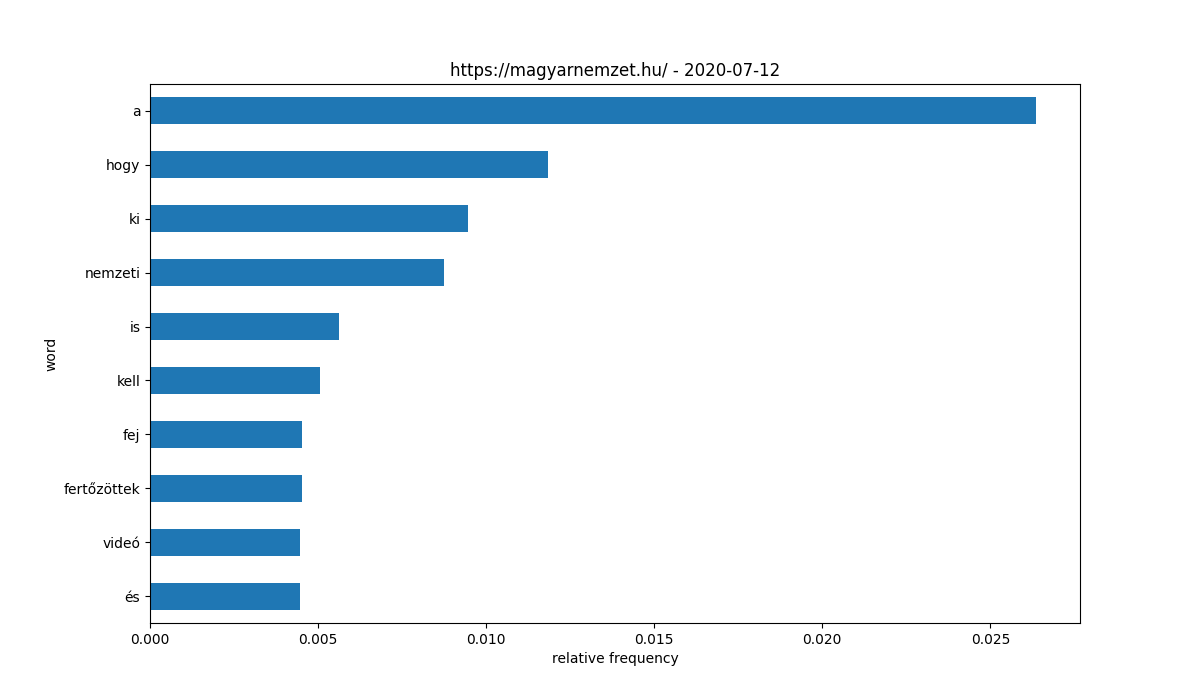 https://magyarnemzet.hu/ - 2020-07-12
word
a
hogy
ki
nemzeti
is
kell
fej
fertőzöttek
videó
és
0.000 0.005 0.010 0.015 0.020 0.025
relative frequency